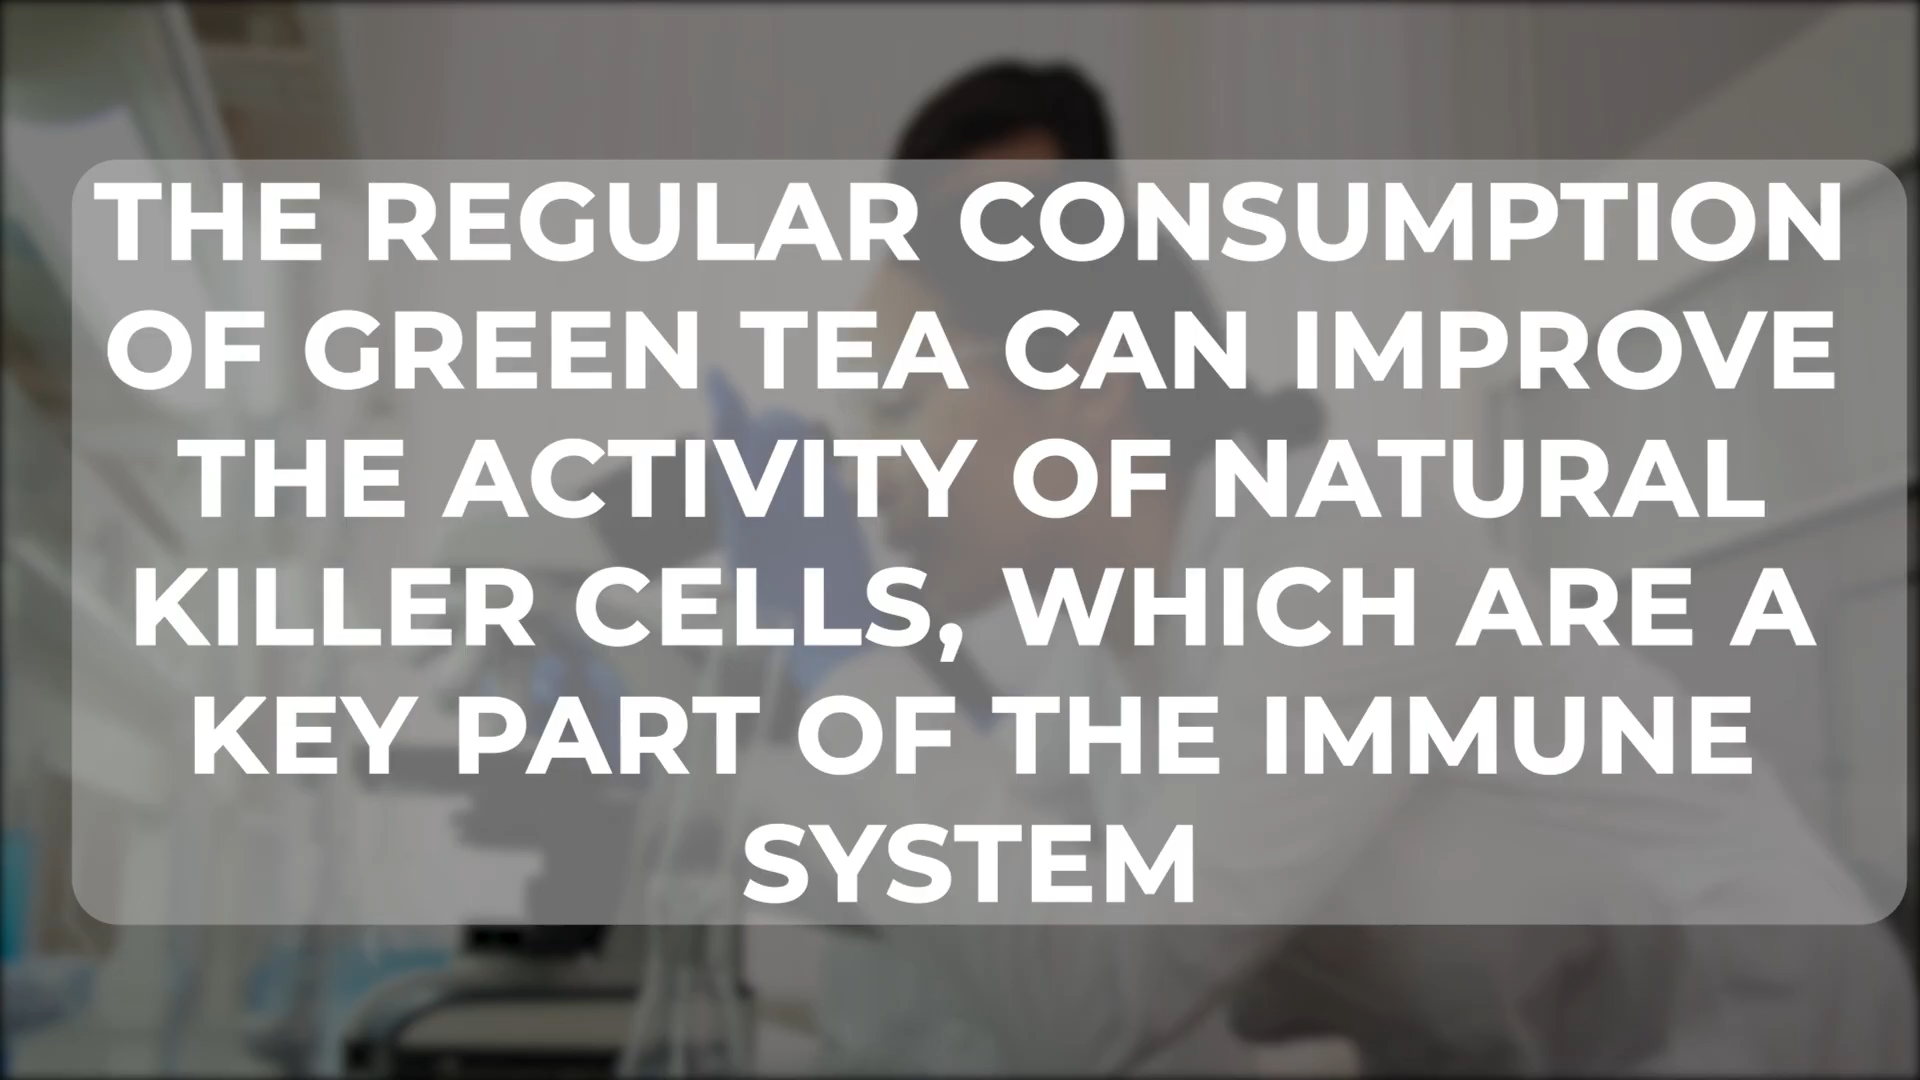 THE REGULAR CONSUMPTION
OF GREEN TEA CAN IMPROVE
THE ACTIVITY OF NATURAL
KILLER CELLS, WHICH ARE A
KEY PART OF THE IMMUNE
SYSTEM